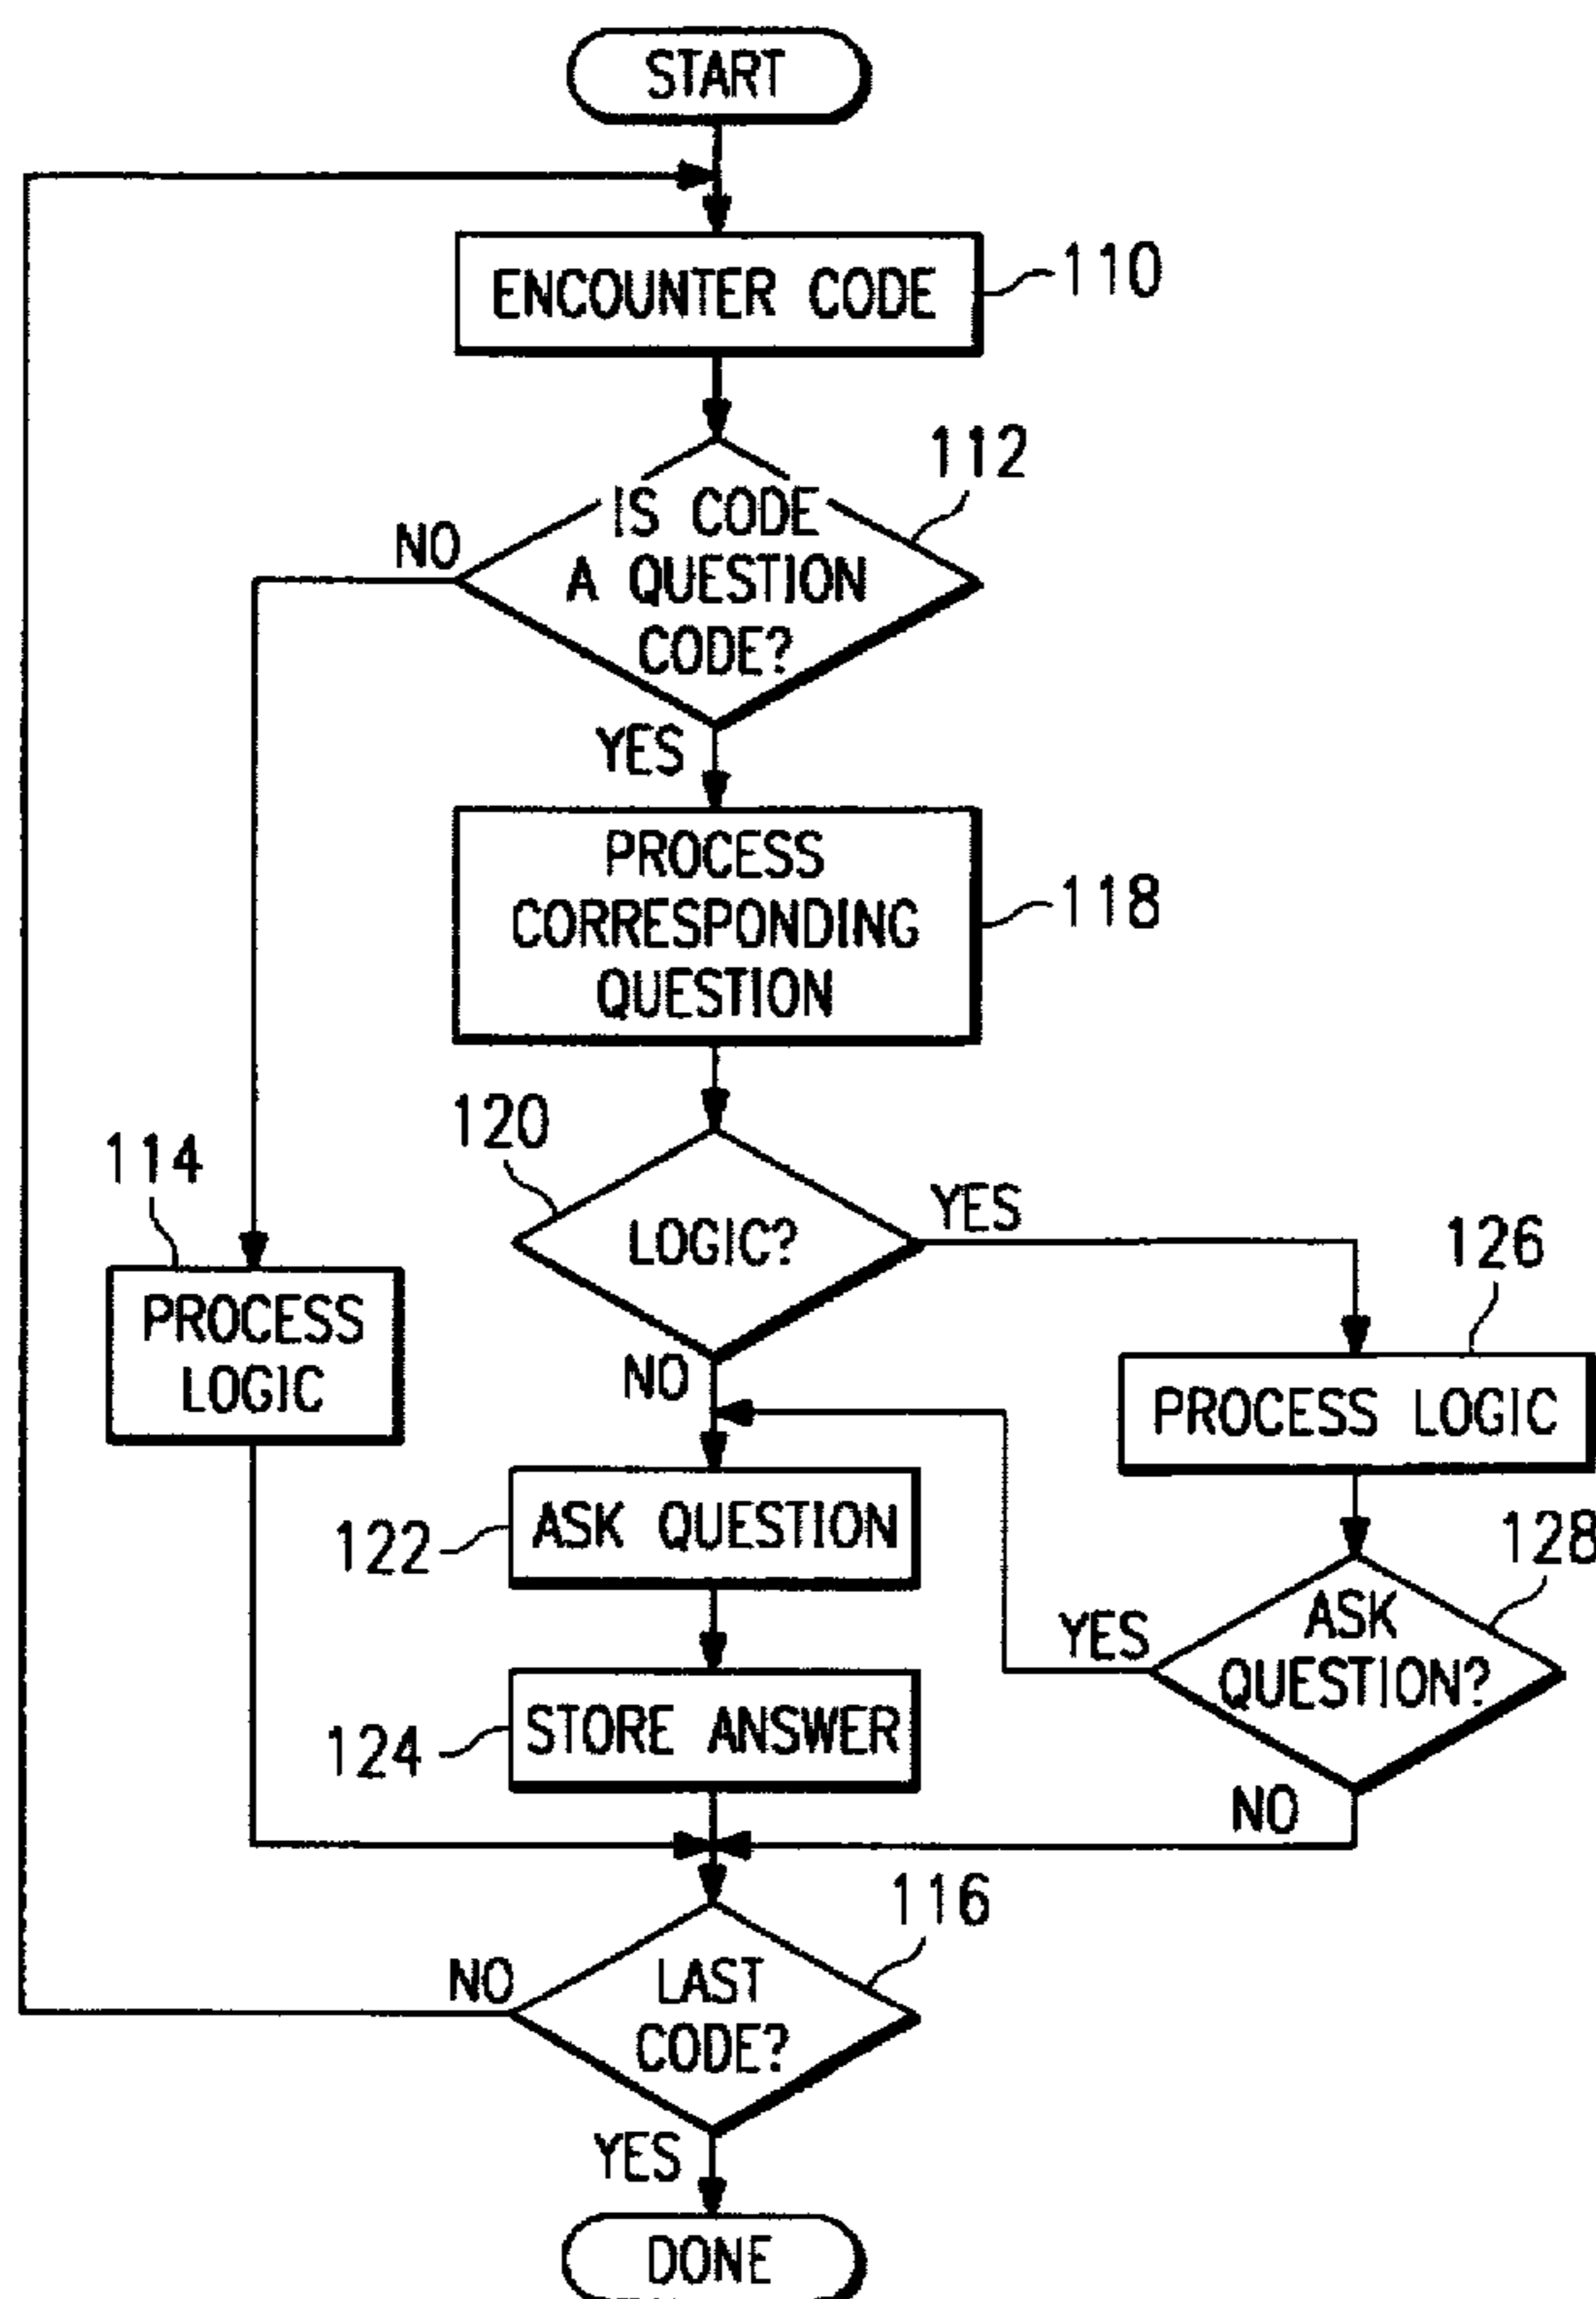 START
ENCOUNTER CODE
110
112
IS CODE
A QUESTION
CODE?
NO
YES
PROCESS
CORRESPONDING
QUESTION
118
120
LOGIC?
YES
NO
114
PROCESS
LOGIC
126
PROCESS LOGIC
122
ASK QUESTION
128
ASK
QUESTION?
YES
NO
124
STORE ANSWER
116
LAST
CODE?
NO
YES
DONE